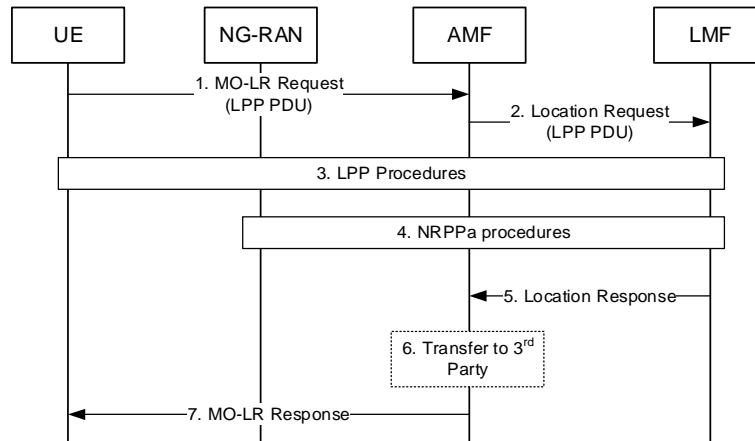 UE
NG-RAN
AMF
LMF
1. MO-LR Request
(LPP PDU)
2. Location Request
(LPP PDU)
3. LPP Procedures
4. NRPPa procedures
5. Location Response
6. Transfer to 3rd
Party
7. MO-LR Response